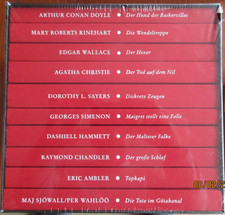 ARTHUR CONAN DOYLE • Der Hund der Baskervilles
MARY ROBERTS RINEHART • Die Wendeltreppe
EDGAR WALLACE • Der Hexer
AGATHA CHRISTIE • Der Tod auf dem Nil
DOROTHY L. SAYERS • Diskrete Zeugen
GEORGES SIMENON • Maigret stellt eine Falle
DASHIELL HAMMETT • Der Malteser Falke
RAYMOND CHANDLER • Der große Schlaf
ERIC AMBLER • Topkapi
MAJ SJÖWALL/PER WAHLÖÖ • Die Tote im Götakanal